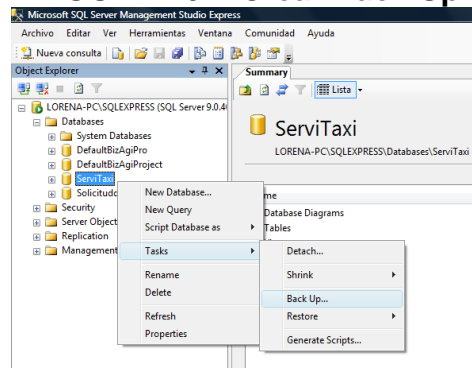 Microsoft SQL Server Management Studio Express
Archivo Editar Ver Herramientas Ventana Comunidad Ayuda
Nueva consulta
Object Explorer
Summary
Lista
LORENA-PC\SQLEXPRESS (SQL Server 9.0.4
Databases
System Databases
DefaultBizAgiPro
DefaultBizAgiProject
ServiTaxi
Solicitud
Security
Server Object
Replication
Management
ServiTaxi
LORENA-PC\SQLEXPRESS\Databases\ServiTaxi
me
Database Diagrams
Tables
New Database...
New Query
Script Database as
Tasks
Rename
Delete
Refresh
Properties
Detach...
Shrink
Back Up...
Restore
Generate Scripts...